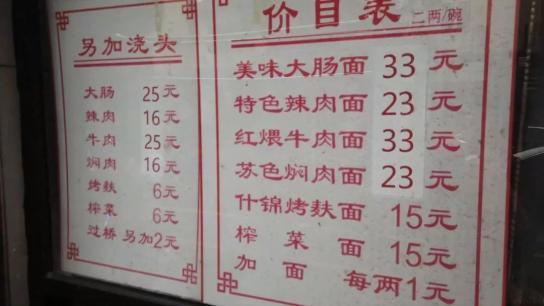 另加浇头
大肠 25元
辣肉 16元
牛肉 25元
焖肉 16元
烤麸 6元
榨菜 6元
过桥 另加2元
价目表 二两/碗
美味大肠面 33元
特色辣肉面 23元
红煨牛肉面 33元
苏色焖肉面 23元
什锦烤麸面 15元
榨菜面 15元
加面 每两1元